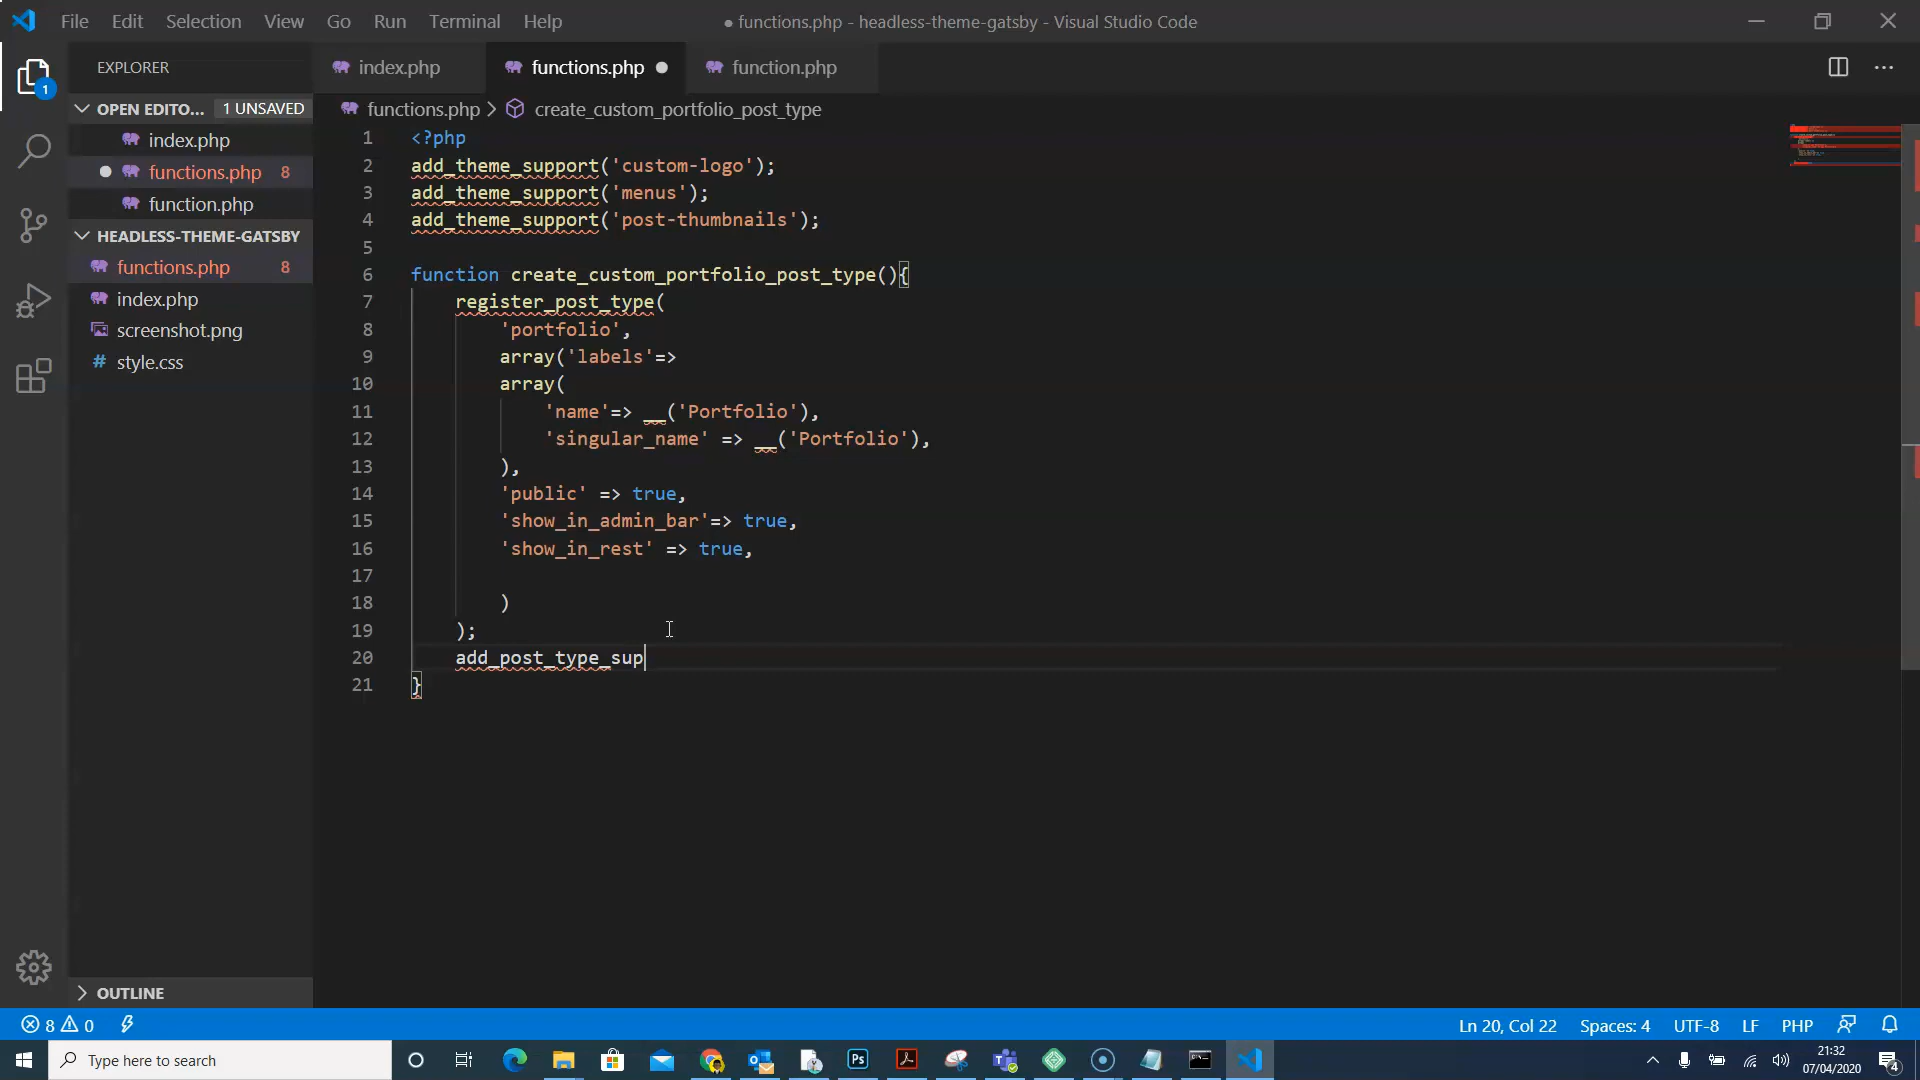 File Edit Selection View Go Run Terminal Help
● functions.php - headless-theme-gatsby - Visual Studio Code
EXPLORER
OPEN EDITO... 1 UNSAVED
index.php
functions.php 8
function.php
HEADLESS-THEME-GATSBY
functions.php 8
index.php
screenshot.png
# style.css
OUTLINE
1
index.php functions.php ● function.php
functions.php > create_custom_portfolio_post_type
1 <?php
2 add_theme_support('custom-logo');
3 add_theme_support('menus');
4 add_theme_support('post-thumbnails');
5
6 function create_custom_portfolio_post_type(){
7 register_post_type(
8 'portfolio',
9 array('labels'=>
10 array(
11 'name'=> __('Portfolio'),
12 'singular_name' => __('Portfolio'),
13 ),
14 'public' => true,
15 'show_in_admin_bar'=> true,
16 'show_in_rest' => true,
17
18 )
19 );
20 add_post_type_sup
21 }
8 0
Ln 20, Col 22 Spaces: 4 UTF-8 LF PHP
Type here to search
Ps
21:32
07/04/2020
4